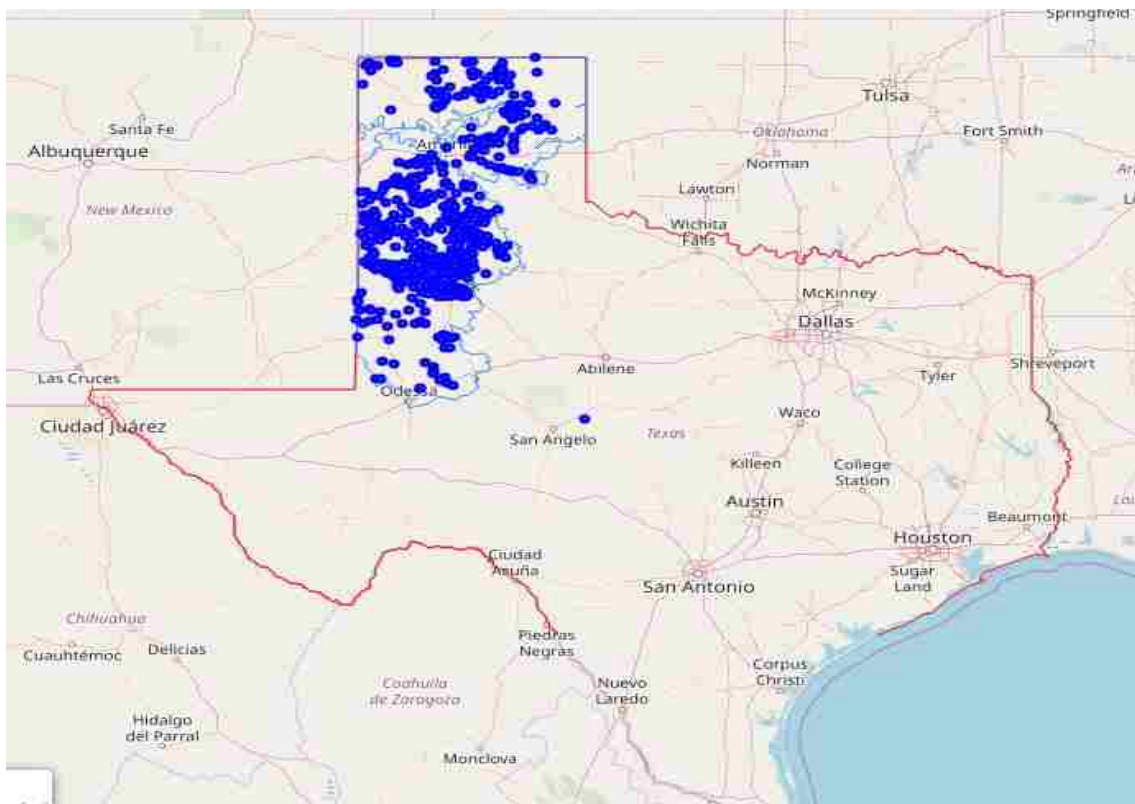 Springfield
Tulsa
Santa Fe
Oklahoma
Fort Smith
Albuquerque
Norman
Lawton
New Mexico
Wichita
Falls
McKinney
Dallas
Shreveport
Abilene
Tyler
Las Cruces
Odessa
Waco
Ciudad Juárez
San Angelo
Texas
Killeen
College
Station
Austin
Beaumont
Houston
Ciudad
Acuña
Sugar
Land
San Antonio
Chihuahua
Piedras
Negras
Cuauhtémoc
Delicias
Corpus
Christi
Coahuila
de Zaragoza
Nuevo
Laredo
Hidalgo
del Parral
Monclova